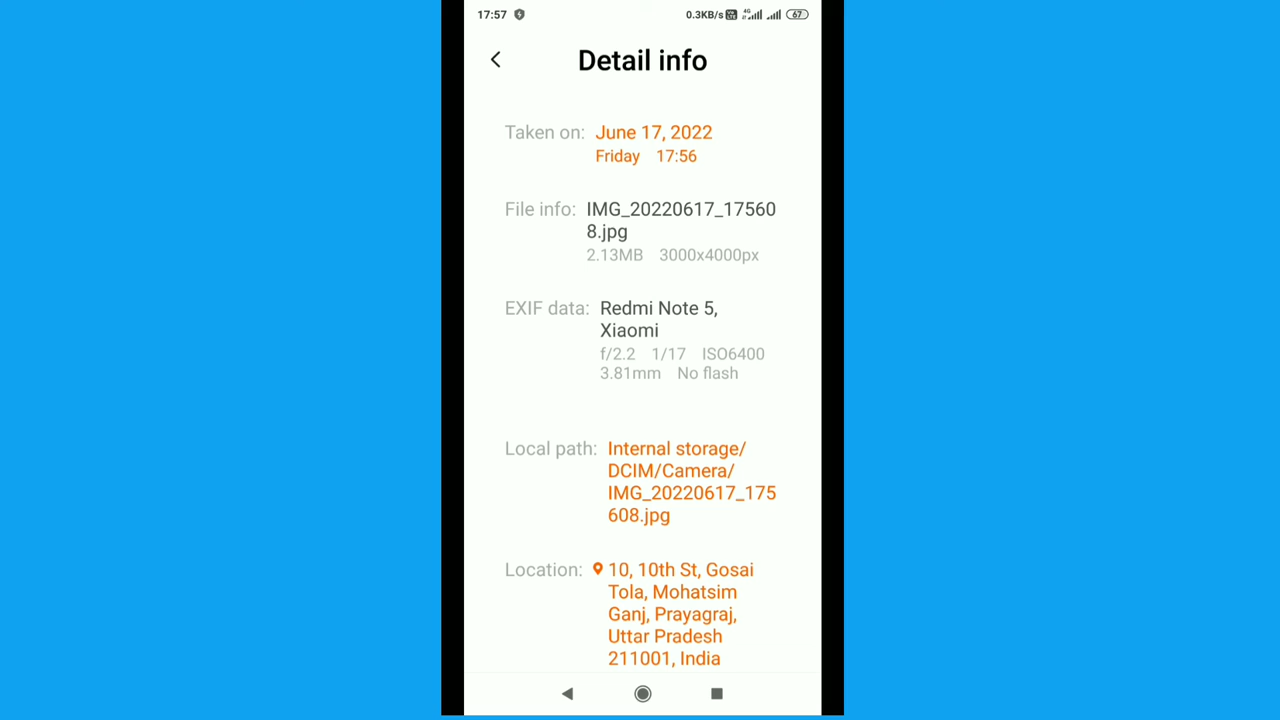 17:57 0.3KB/s 4G 67
Detail info
Taken on: June 17, 2022
Friday 17:56
File info: IMG_20220617_17560
8.jpg
2.13MB 3000x4000px
EXIF data: Redmi Note 5,
Xiaomi
f/2.2 1/17 ISO6400
3.81mm No flash
Local path: Internal storage/
DCIM/Camera/
IMG_20220617_175
608.jpg
Location: 10, 10th St, Gosai
Tola, Mohatsim
Ganj, Prayagraj,
Uttar Pradesh
211001, India